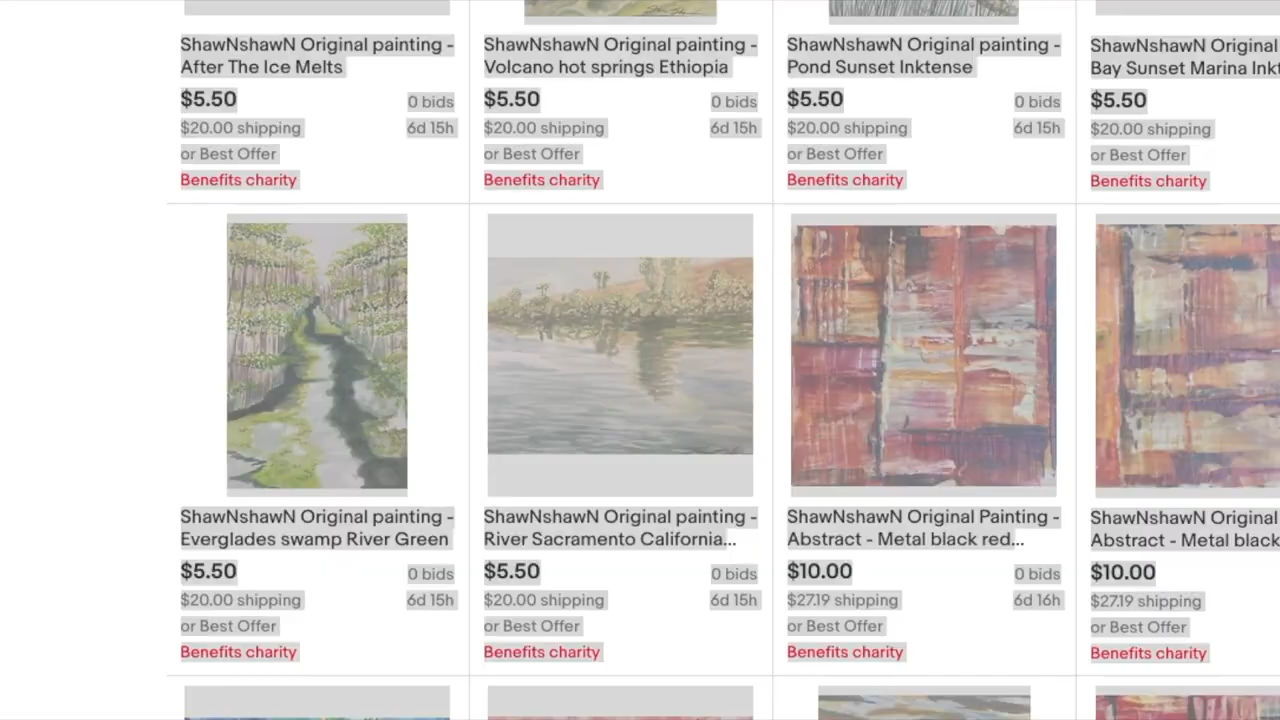 ShawNshawN Original painting -
After The Ice Melts
$5.50
0 bids
$20.00 shipping
6d 15h
or Best Offer
Benefits charity
ShawNshawN Original painting -
Volcano hot springs Ethiopia
$5.50
0 bids
$20.00 shipping
6d 15h
or Best Offer
Benefits charity
ShawNshawN Original painting -
Pond Sunset Inktense
$5.50
0 bids
$20.00 shipping
6d 15h
or Best Offer
Benefits charity
ShawNshawN Original
Bay Sunset Marina Inkt
$5.50
$20.00 shipping
or Best Offer
Benefits charity
ShawNshawN Original painting -
Everglades swamp River Green
$5.50
0 bids
$20.00 shipping
6d 15h
or Best Offer
Benefits charity
ShawNshawN Original painting -
River Sacramento California...
$5.50
0 bids
$20.00 shipping
6d 15h
or Best Offer
Benefits charity
ShawNshawN Original Painting -
Abstract - Metal black red...
$10.00
0 bids
$27.19 shipping
6d 16h
or Best Offer
Benefits charity
ShawNshawN Original
Abstract - Metal black
$10.00
$27.19 shipping
or Best Offer
Benefits charity